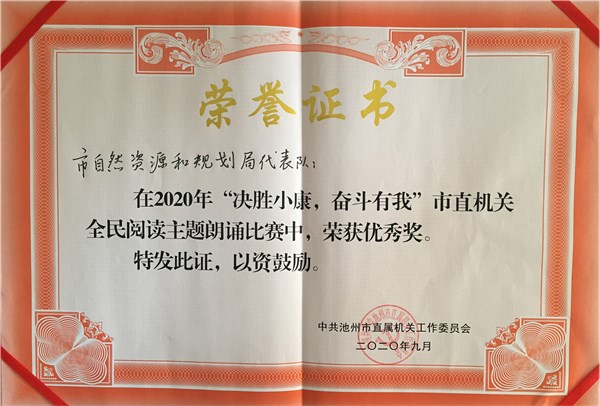 荣誉证书
市自然资源和规划局代表队:
在2020年“决胜小康,奋斗有我”市直机关
全民阅读主题朗诵比赛中,荣获优秀奖。
特发此证,以资鼓励。
中共池州市直属机关工作委员会
二〇二〇年九月